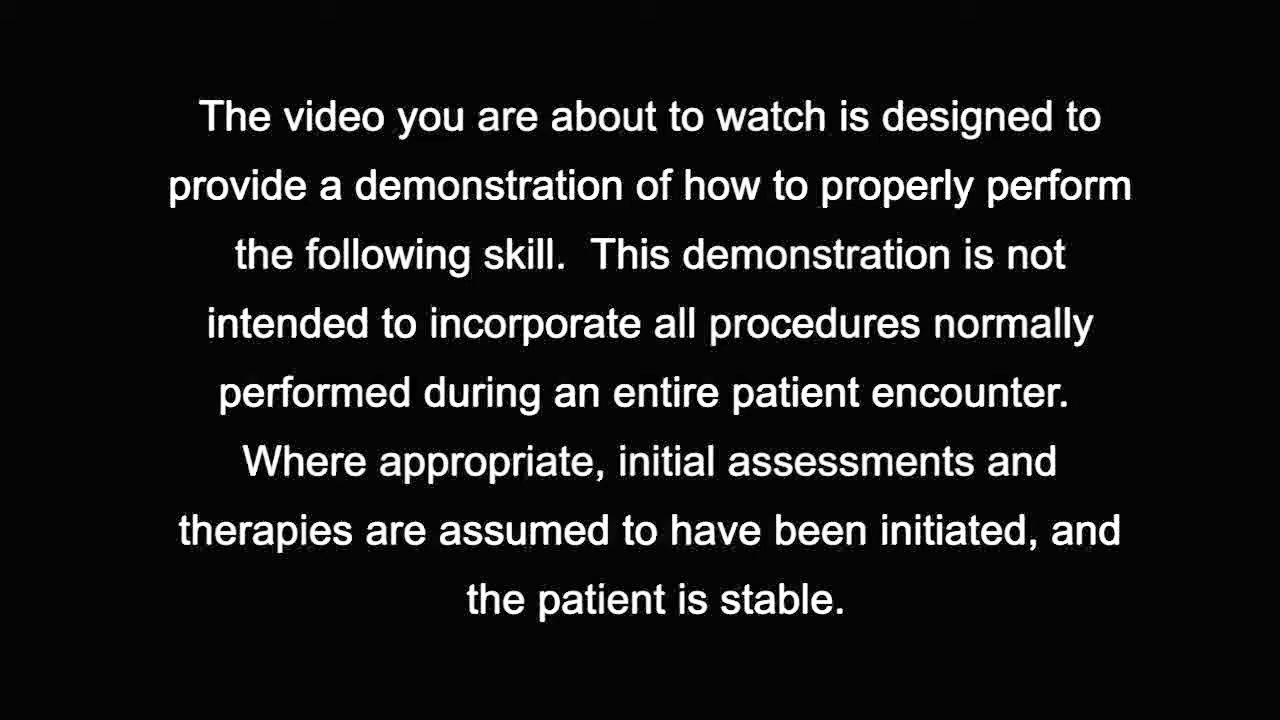 The video you are about to watch is designed to
provide a demonstration of how to properly perform
the following skill.  This demonstration is not
intended to incorporate all procedures normally
performed during an entire patient encounter.
Where appropriate, initial assessments and
therapies are assumed to have been initiated, and
the patient is stable.